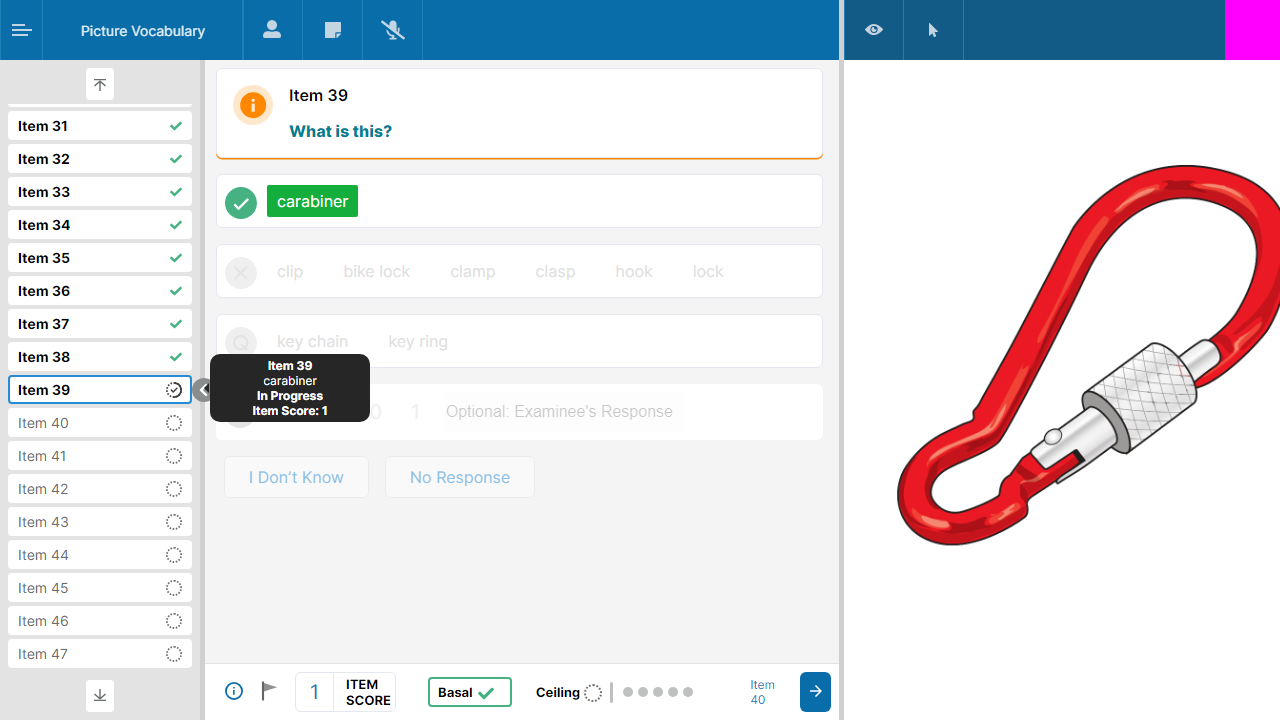 Picture Vocabulary
Item 31
Item 32
Item 33
Item 34
Item 35
Item 36
Item 37
Item 38
Item 39
Item 40
Item 41
Item 42
Item 43
Item 44
Item 45
Item 46
Item 47
Item 39
What is this?
carabiner
clip bike lock clamp clasp hook lock
key chain key ring
Item 39
carabiner
In Progress
Item Score: 1
0 1 Optional: Examinee's Response
I Don't Know No Response
1 ITEM SCORE
Basal
Ceiling
Item 40